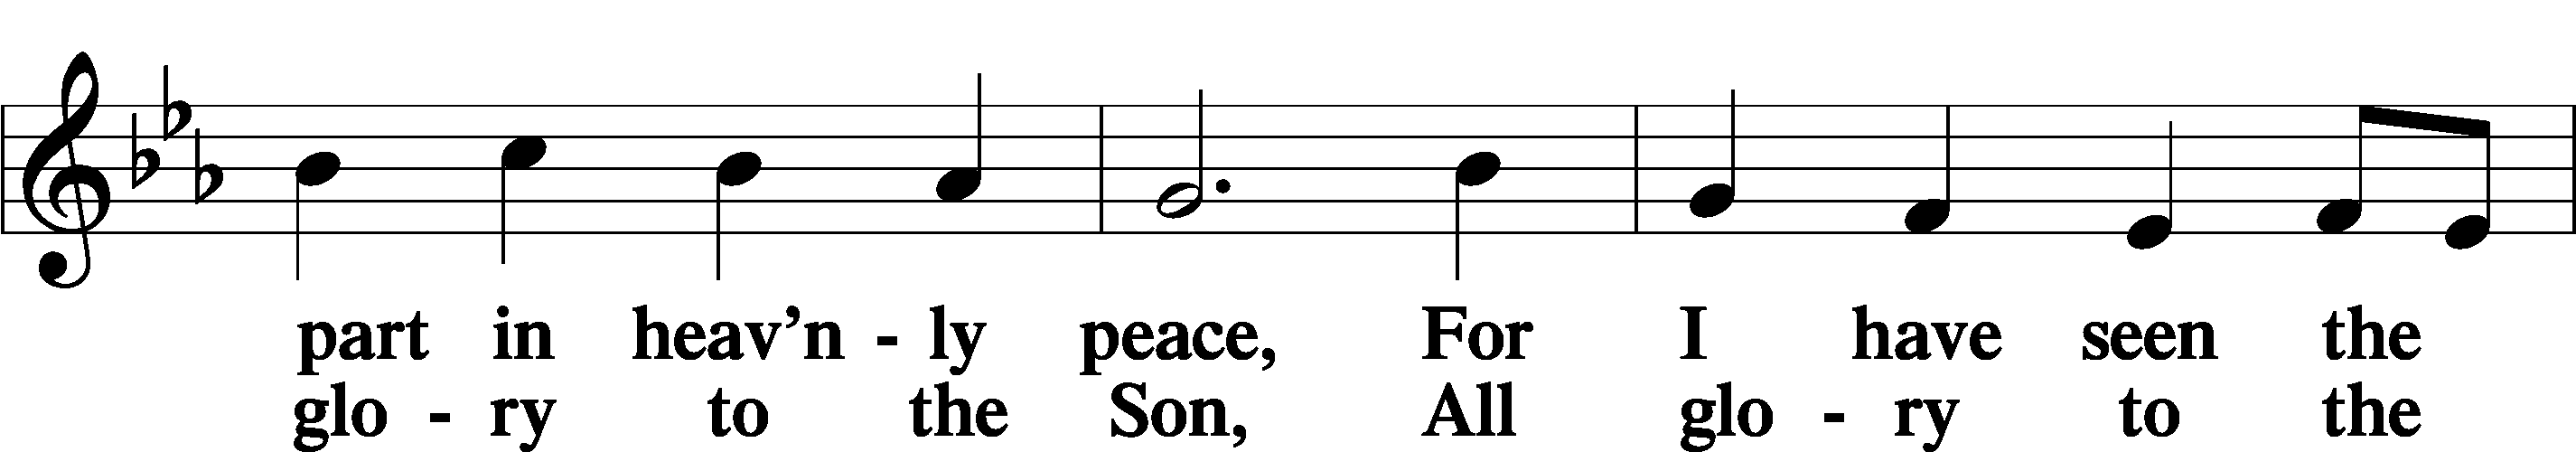 part in heav’n - ly peace, For I have seen the
glo - ry to the Son, All glo - ry to the